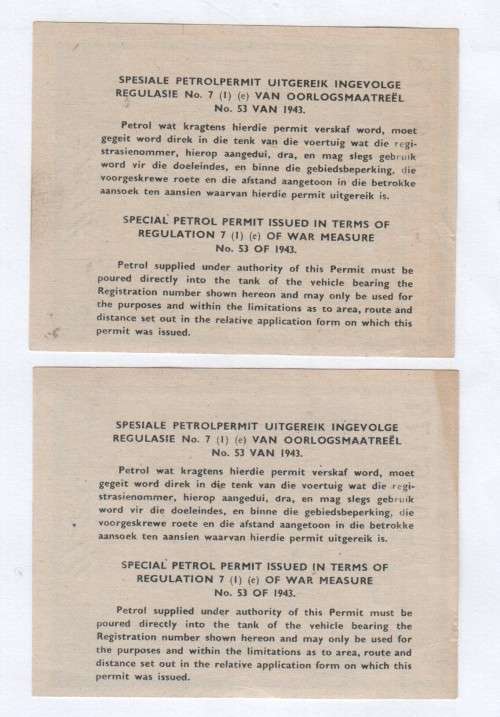 SPESIALE PETROLPERMIT UITGEREIK INGEVOLGE
REGULASIE No. 7 (1) (e) VAN OORLOGSMAATREËL
No. 53 VAN 1943.
Petrol wat kragtens hierdie permit verskaf word, moet
gegeit word direk in die tenk van die voertuig wat die regi-
strasienommer, hierop aangedui, dra, en mag slegs gebruik
word vir die doeleindes, en binne die gebiedsbeperking, die
voorgeskrewe roete en die afstand aangetoon in die betrokke
aansoek ten aansien waarvan hierdie permit uitgereik is.
SPECIAL PETROL PERMIT ISSUED IN TERMS OF
REGULATION 7 (1) (e) OF WAR MEASURE
No. 53 OF 1943.
Petrol supplied under authority of this Permit must be
poured directly into the tank of the vehicle bearing the
Registration number shown hereon and may only be used for
the purposes and within the limitations as to area, route and
distance set out in the relative application form on which this
permit was issued.
SPESIALE PETROLPERMIT UITGEREIK INGEVOLGE
REGULASIE No. 7 (1) (e) VAN OORLOGSMAATREËL
No. 53 VAN 1943.
Petrol wat kragtens hierdie permit verskaf word, moet
gegeit word direk in die tenk van die voertuig wat die regi-
strasienommer, hierop aangedui, dra, en mag slegs gebruik
word vir die doeleindes, en binne die gebiedsbeperking, die
voorgeskrewe roete en die afstand aangetoon in die betrokke
aansoek ten aansien waarvan hierdie permit uitgereik is.
SPECIAL PETROL PERMIT ISSUED IN TERMS OF
REGULATION 7 (1) (e) OF WAR MEASURE
No. 53 OF 1943.
Petrol supplied under authority of this Permit must be
poured directly into the tank of the vehicle bearing the
Registration number shown hereon and may only be used for
the purposes and within the limitations as to area, route and
distance set out in the relative application form on which this
permit was issued.